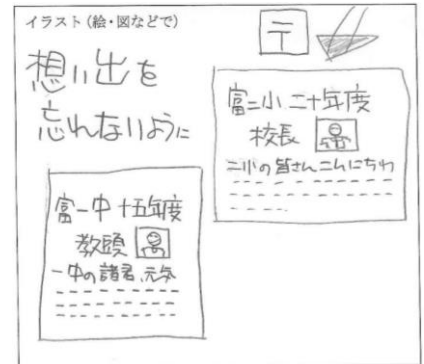 イラスト(絵・図などで)
〒
想い出を
忘れないように
富二小 二十年度
校長
二小の皆さんこんにちわ
富一中 十五年度
教頭
一中の諸君、元気